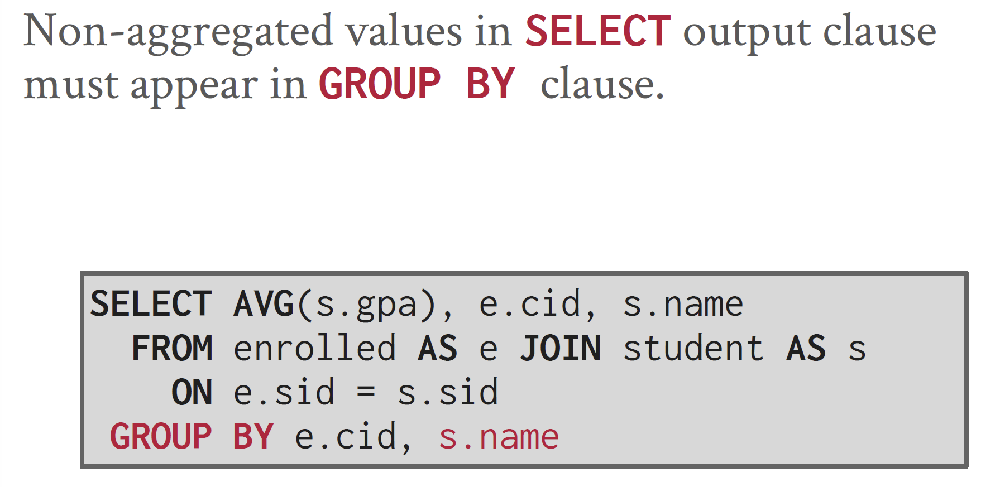 Non-aggregated values in SELECT output clause
must appear in GROUP BY clause.
SELECT AVG(s.gpa), e.cid, s.name
FROM enrolled AS e JOIN student AS s
ON e.sid = s.sid
GROUP BY e.cid, s.name